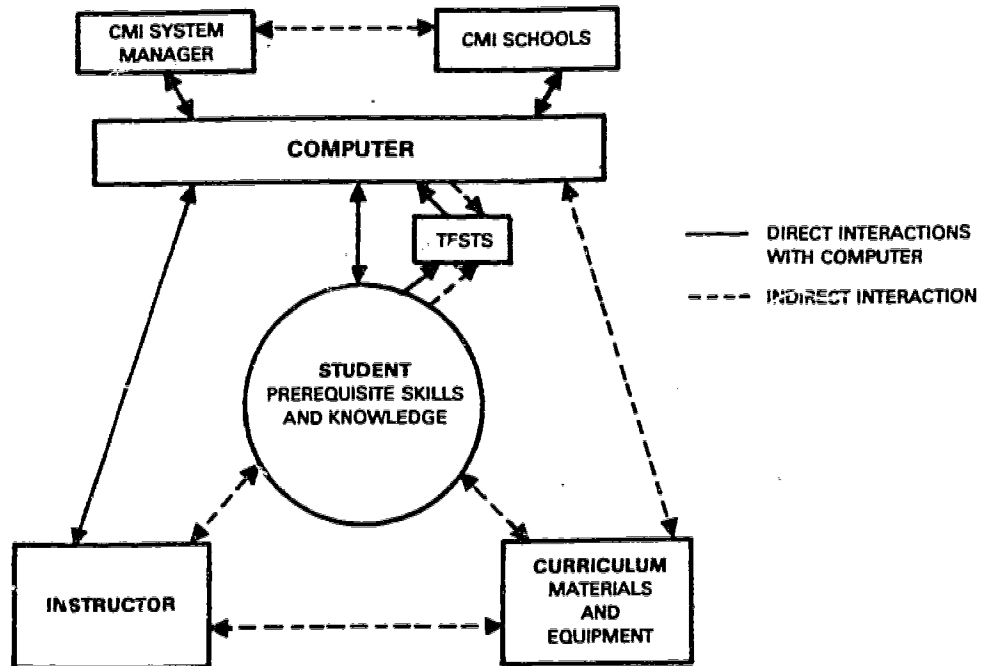 CMI SYSTEM
MANAGER
CMI SCHOOLS
COMPUTER
TESTS
DIRECT INTERACTIONS
WITH COMPUTER
INDIRECT INTERACTION
STUDENT
PREREQUISITE SKILLS
AND KNOWLEDGE
INSTRUCTOR
CURRICULUM
MATERIALS
AND
EQUIPMENT